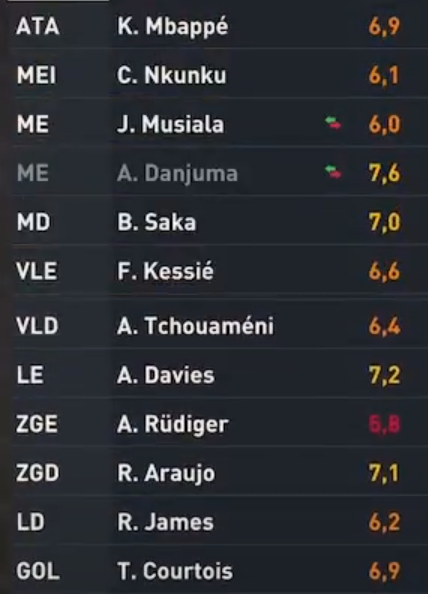 ATA K. Mbappé 6,9
MEI C. Nkunku 6,1
ME J. Musiala 6,0
ME A. Danjuma 7,6
MD B. Saka 7,0
VLE F. Kessié 6,6
VLD A. Tchouaméni 6,4
LE A. Davies 7,2
ZGE A. Rüdiger
ZGD R. Araujo 7,1
LD R. James 6,2
GOL T. Courtois 6,9